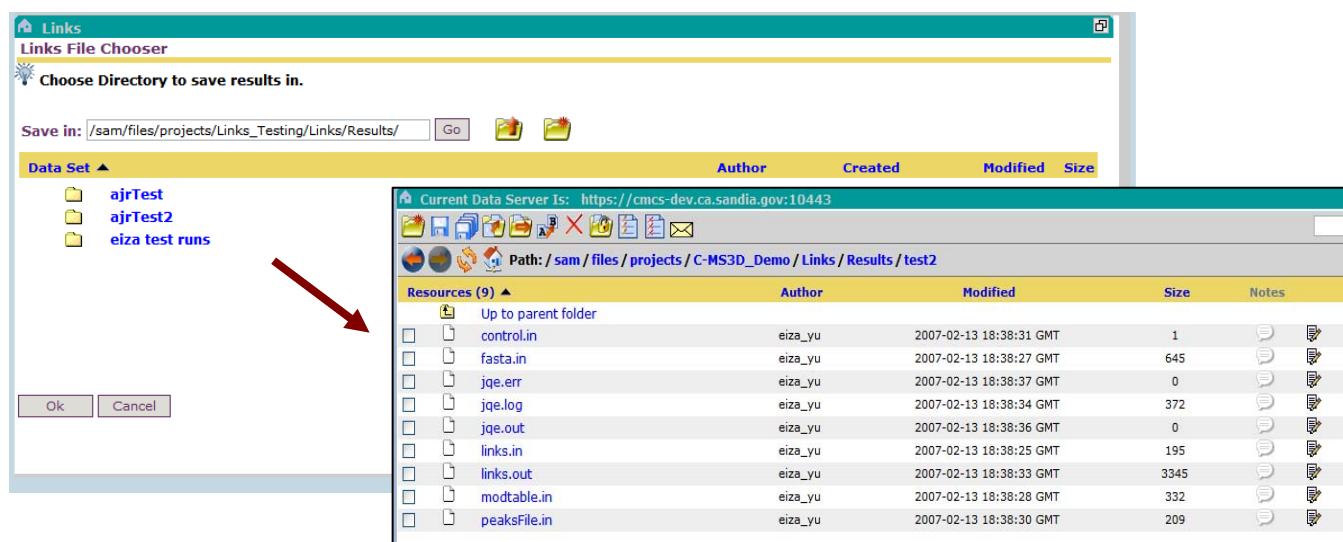 Links
Links File Chooser
Choose Directory to save results in.
Save in: /sam/files/projects/Links_Testing/Links/Results/ Go
Data Set ▲ Author Created Modified Size
ajrTest
ajrTest2
eiza test runs
Ok Cancel
Current Data Server Is: https://cmcs-dev.ca.sandia.gov:10443
Path: / sam / files / projects / C-MS3D_Demo / Links / Results / test2
Resources (9) ▲ Author Modified Size Notes
Up to parent folder
control.in eiza_yu 2007-02-13 18:38:31 GMT 1
fasta.in eiza_yu 2007-02-13 18:38:27 GMT 645
jqe.err eiza_yu 2007-02-13 18:38:37 GMT 0
jqe.log eiza_yu 2007-02-13 18:38:34 GMT 372
jqe.out eiza_yu 2007-02-13 18:38:36 GMT 0
links.in eiza_yu 2007-02-13 18:38:25 GMT 195
links.out eiza_yu 2007-02-13 18:38:33 GMT 3345
modtable.in eiza_yu 2007-02-13 18:38:28 GMT 332
peaksFile.in eiza_yu 2007-02-13 18:38:30 GMT 209